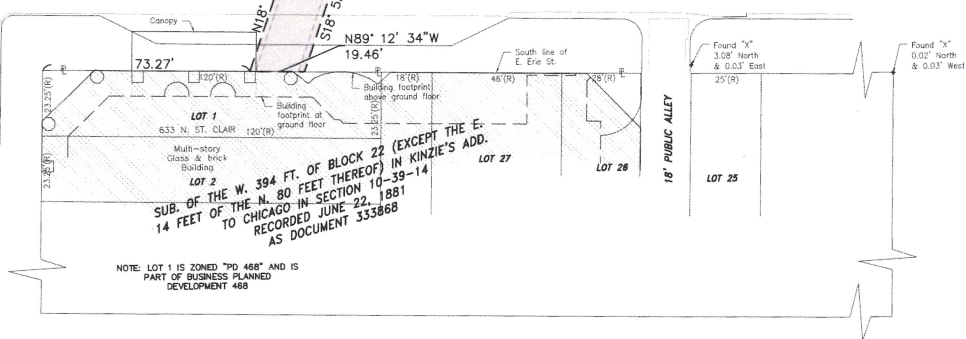 Canopy
N18°
S18° 5
N89° 12' 34"W
19.46'
73.27'
South line of
E. Erie St.
Found "X"
3.08' North
& 0.03' East
Found "X"
0.02' North
& 0.03' West
120'(R)
18'(R)
46'(R)
28'(R)
25'(R)
Building footprint
above ground floor
23.25'(R)
Building
footprint at
ground floor
LOT 1
633 N. ST. CLAIR
120'(R)
23.25'(R)
Multi-story
Glass & brick
Building
LOT 2
23.25'(R)
LOT 27
LOT 26
18' PUBLIC ALLEY
LOT 25
SUB. OF THE W. 394 FT. OF BLOCK 22 (EXCEPT THE E.
14 FEET OF THE N. 80 FEET THEREOF) IN KINZIE'S ADD.
TO CHICAGO IN SECTION 10-39-14
RECORDED JUNE 22, 1881
AS DOCUMENT 333868
NOTE: LOT 1 IS ZONED "PD 468" AND IS
PART OF BUSINESS PLANNED
DEVELOPMENT 468